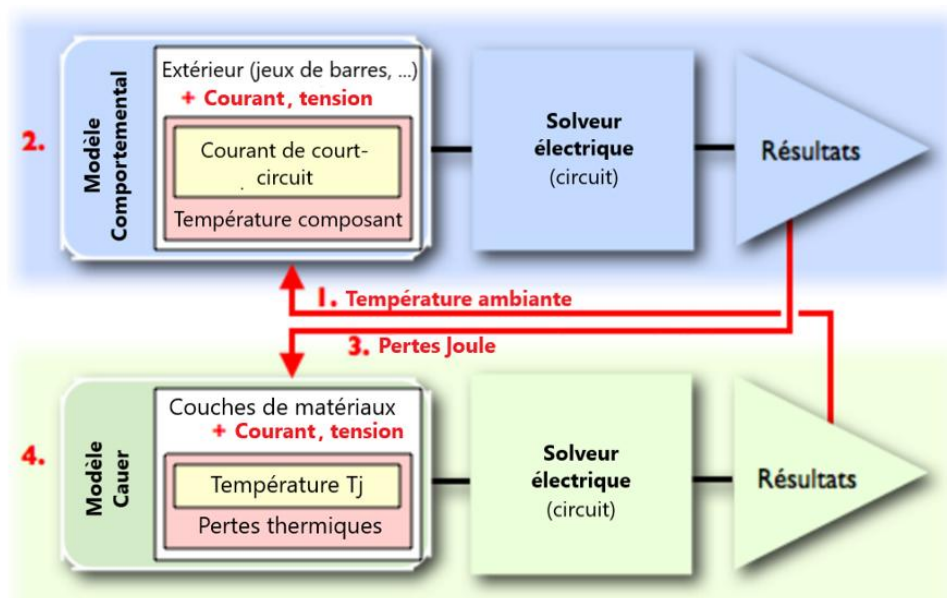 2.
Modèle
Comportemental
Extérieur (jeux de barres, ...)
+ Courant, tension
Courant de court-
circuit
Température composant
Solveur
électrique
(circuit)
Résultats
1. Température ambiante
3. Pertes Joule
4.
Modèle
Cauer
Couches de matériaux
+ Courant, tension
Température Tj
Pertes thermiques
Solveur
électrique
(circuit)
Résultats